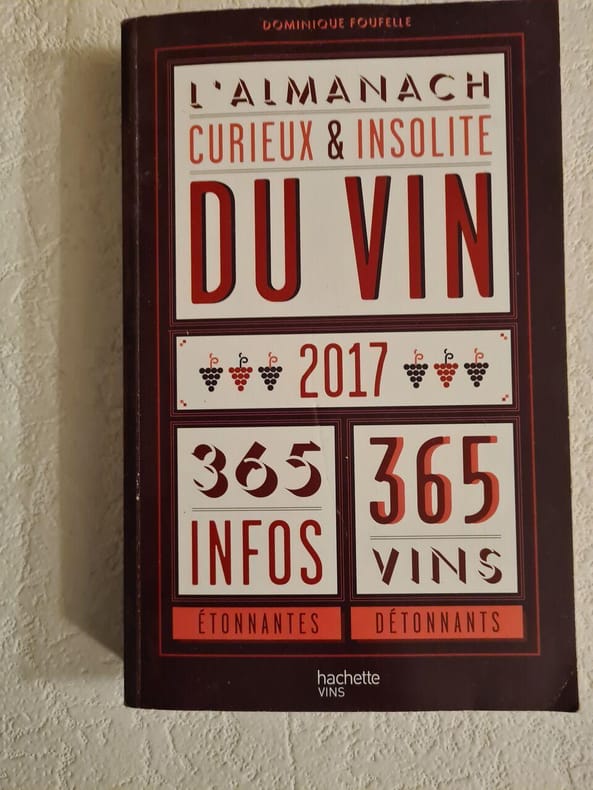 DOMINIQUE FOUFELLE
L'ALMANACH
CURIEUX & INSOLITE
DU VIN
2017
365
INFOS
ÉTONNANTES
365
VINS
DÉTONNANTS
hachette
VINS